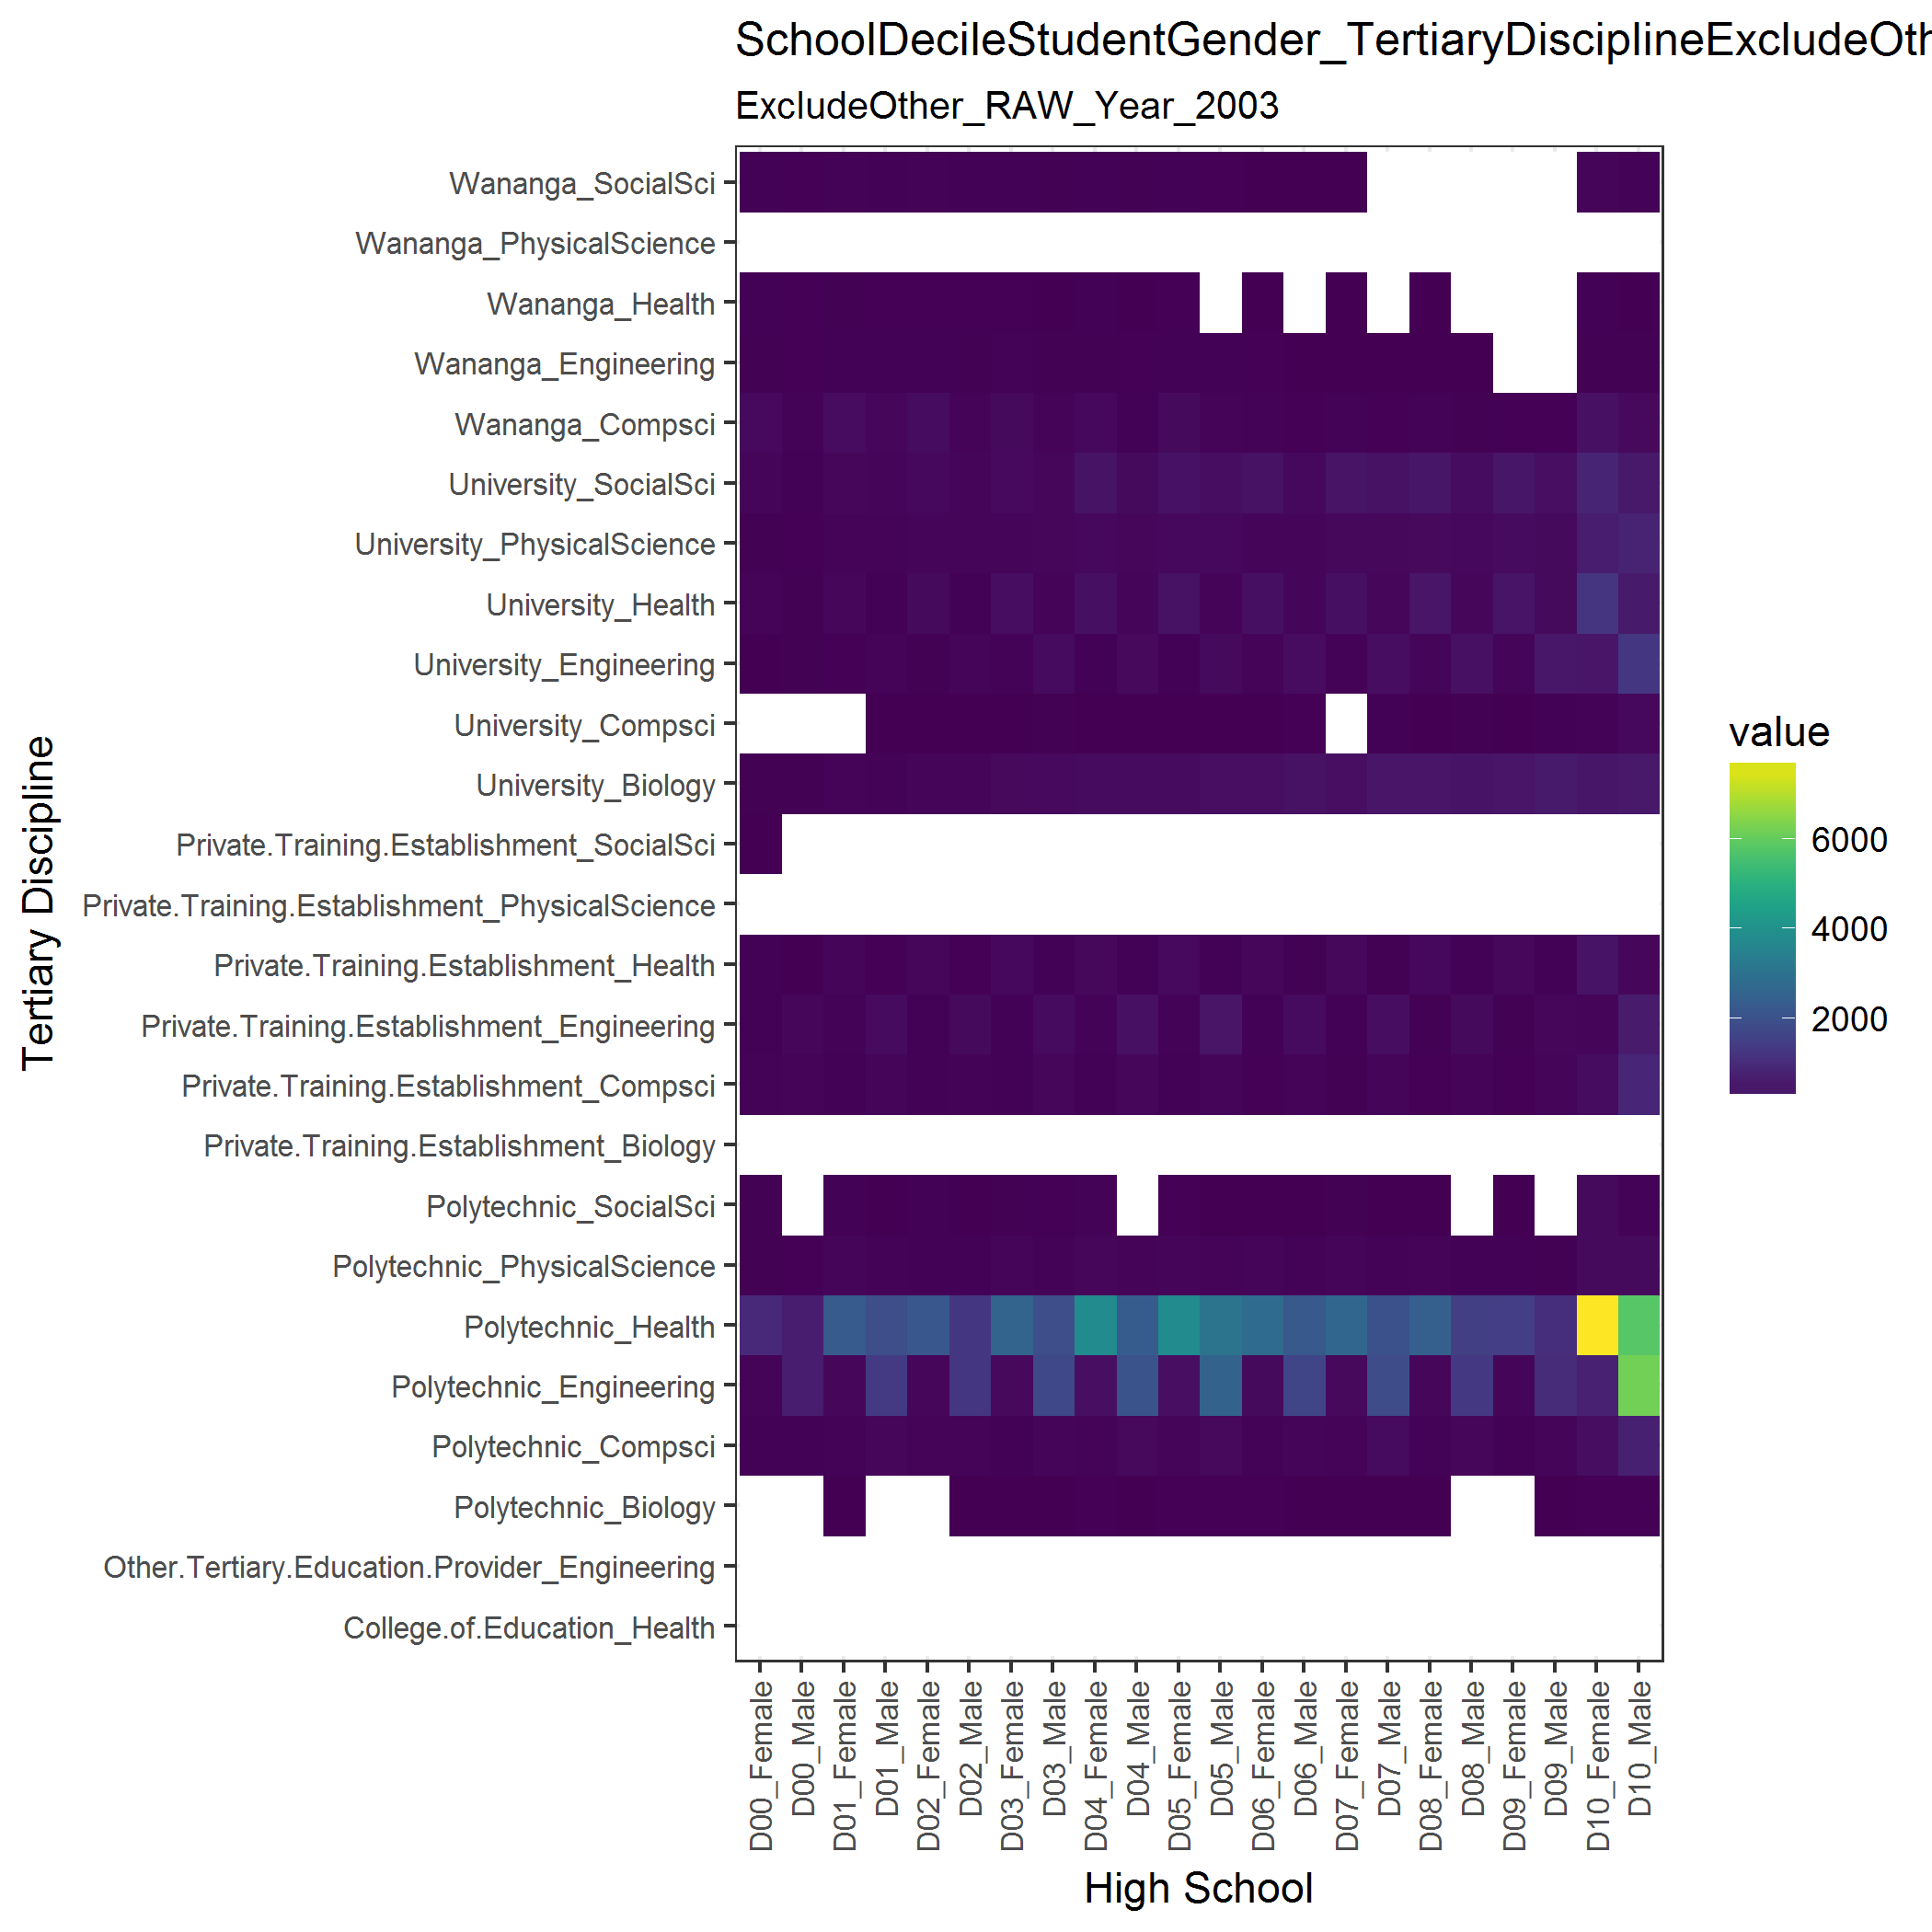 SchoolDecileStudentGender_TertiaryDisciplineExcludeOth
ExcludeOther_RAW_Year_2003
Wananga_SocialSci
Wananga_PhysicalScience
Wananga_Health
Wananga_Engineering
Wananga_Compsci
University_SocialSci
University_PhysicalScience
University_Health
University_Engineering
University_Compsci
University_Biology
Private.Training.Establishment_SocialSci
Private.Training.Establishment_PhysicalScience
Private.Training.Establishment_Health
Private.Training.Establishment_Engineering
Private.Training.Establishment_Compsci
Private.Training.Establishment_Biology
Polytechnic_SocialSci
Polytechnic_PhysicalScience
Polytechnic_Health
Polytechnic_Engineering
Polytechnic_Compsci
Polytechnic_Biology
Other.Tertiary.Education.Provider_Engineering
College.of.Education_Health
Tertiary Discipline
D00_Female
D00_Male
D01_Female
D01_Male
D02_Female
D02_Male
D03_Female
D03_Male
D04_Female
D04_Male
D05_Female
D05_Male
D06_Female
D06_Male
D07_Female
D07_Male
D08_Female
D08_Male
D09_Female
D09_Male
D10_Female
D10_Male
High School
value
6000
4000
2000